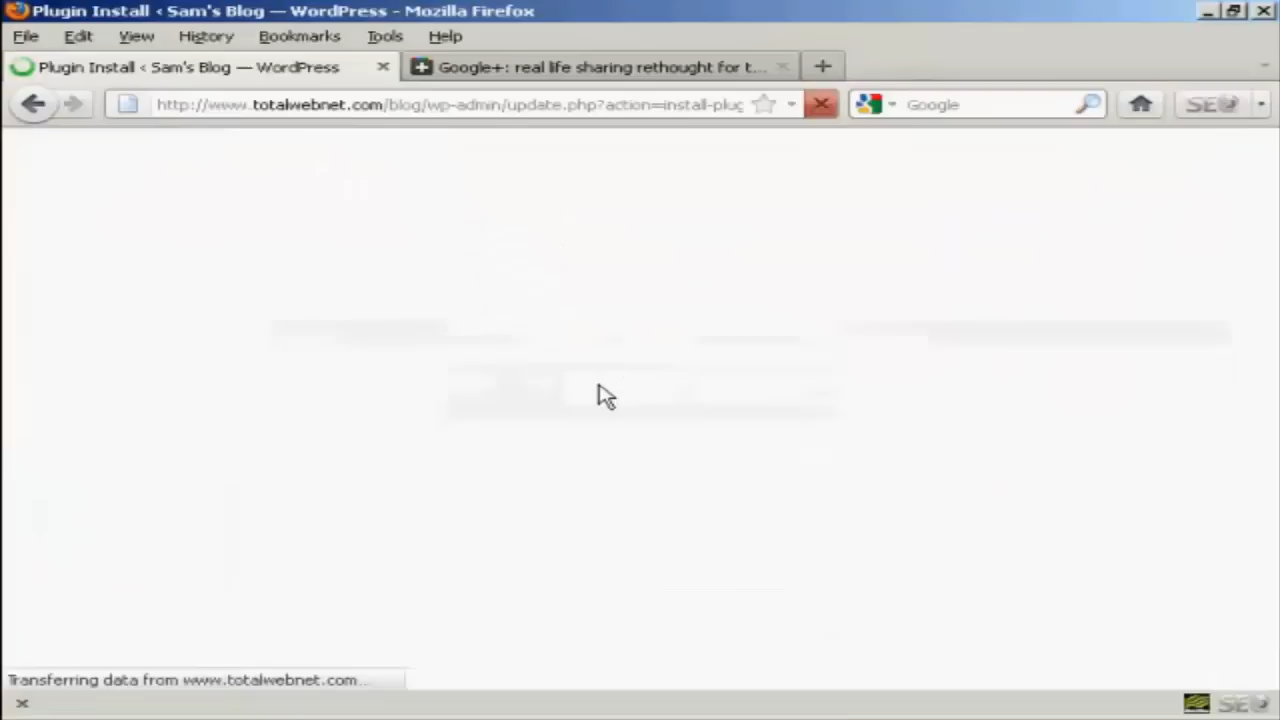 Plugin Install ‹ Sam's Blog — WordPress - Mozilla Firefox
File Edit View History Bookmarks Tools Help
Plugin Install ‹ Sam's Blog — WordPress
Google+: real life sharing rethought for t...
http://www.totalwebnet.com/blog/wp-admin/update.php?action=install-plug
Google
SEO
Transferring data from www.totalwebnet.com...
SEO